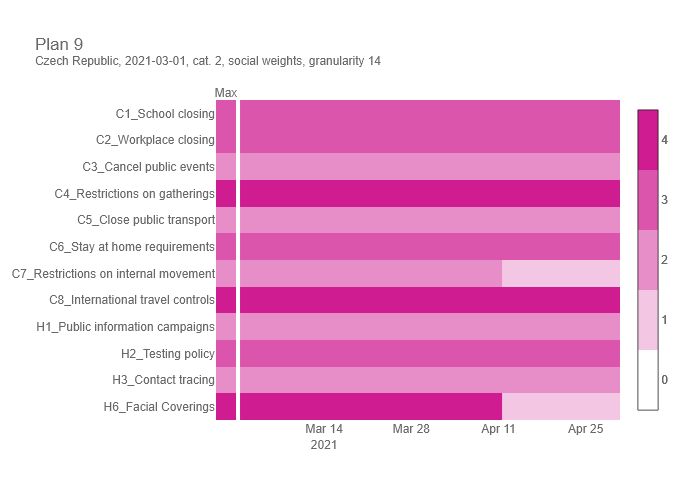 Plan 9
Czech Republic, 2021-03-01, cat. 2, social weights, granularity 14
Max
C1_School closing
C2_Workplace closing
C3_Cancel public events
C4_Restrictions on gatherings
C5_Close public transport
C6_Stay at home requirements
C7_Restrictions on internal movement
C8_International travel controls
H1_Public information campaigns
H2_Testing policy
H3_Contact tracing
H6_Facial Coverings
Mar 14 Mar 28 Apr 11 Apr 25
2021
4
3
2
1
0